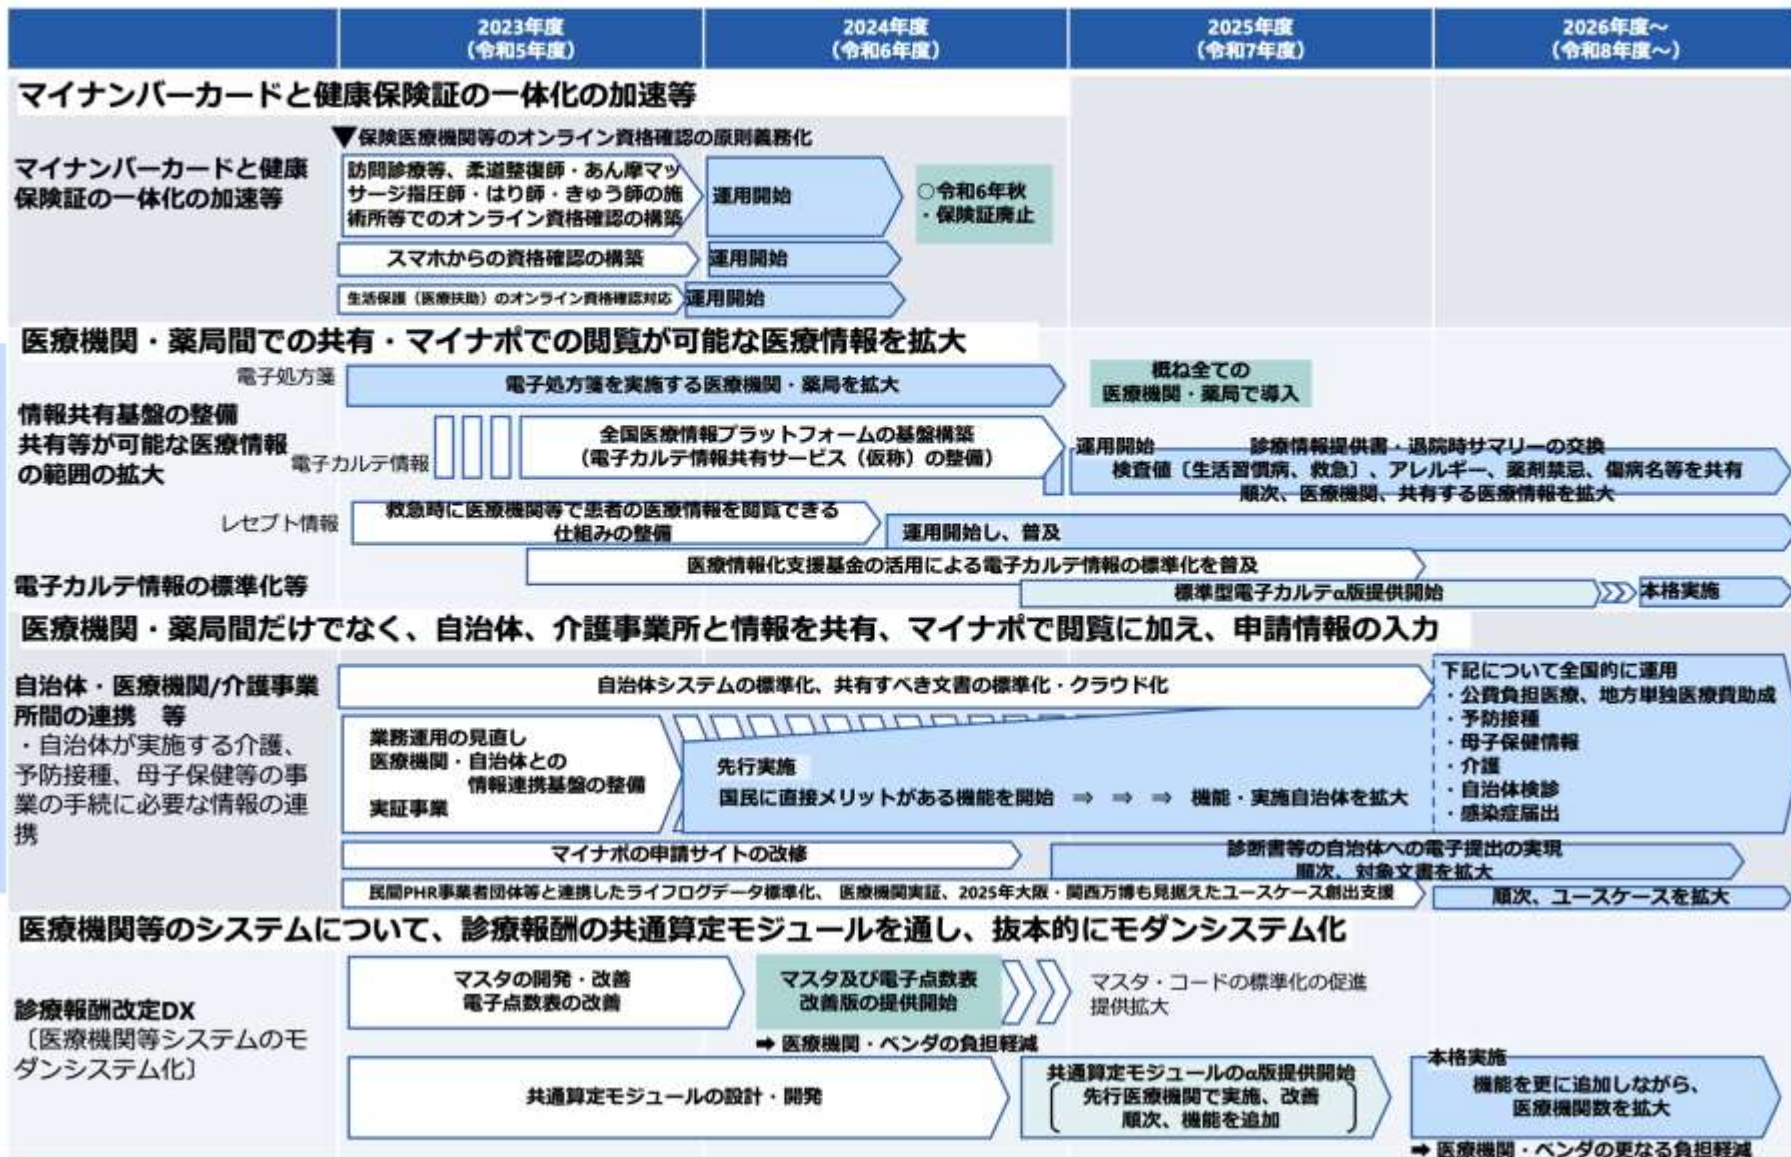 2023年度
（令和5年度）
2024年度
（令和6年度）
2025年度
（令和7年度）
2026年度～
（令和8年度～）
マイナンバーカードと健康保険証の一体化の加速等
マイナンバーカードと健康
保険証の一体化の加速等
▼保険医療機関等のオンライン資格確認の原則義務化
訪問診療等、柔道整復師・あん摩マッ
サージ指圧師・はり師・きゅう師の施
術所等でのオンライン資格確認の構築
運用開始
○令和6年秋
・保険証廃止
スマホからの資格確認の構築
運用開始
生活保護（医療扶助）のオンライン資格確認対応
運用開始
医療機関・薬局間での共有・マイナポでの閲覧が可能な医療情報を拡大
情報共有基盤の整備
共有等が可能な医療情報
の範囲の拡大
電子処方箋
電子処方箋を実施する医療機関・薬局を拡大
概ね全ての
医療機関・薬局で導入
電子カルテ情報
全国医療情報プラットフォームの基盤構築
（電子カルテ情報共有サービス（仮称）の整備）
運用開始
診療情報提供書・退院時サマリーの交換
検査値〔生活習慣病、救急〕、アレルギー、薬剤禁忌、傷病名等を共有
順次、医療機関、共有する医療情報を拡大
レセプト情報
救急時に医療機関等で患者の医療情報を閲覧できる
仕組みの整備
運用開始し、普及
電子カルテ情報の標準化等
医療情報化支援基金の活用による電子カルテ情報の標準化を普及
標準型電子カルテα版提供開始
本格実施
医療機関・薬局間だけでなく、自治体、介護事業所と情報を共有、マイナポで閲覧に加え、申請情報の入力
自治体・医療機関/介護事業
所間の連携　等
・自治体が実施する介護、
予防接種、母子保健等の事
業の手続に必要な情報の連
携
自治体システムの標準化、共有すべき文書の標準化・クラウド化
業務運用の見直し
医療機関・自治体との
情報連携基盤の整備
実証事業
先行実施
国民に直接メリットがある機能を開始　⇒　⇒　⇒　機能・実施自治体を拡大
下記について全国的に運用
・公費負担医療、地方単独医療費助成
・予防接種
・母子保健情報
・介護
・自治体検診
・感染症届出
マイナポの申請サイトの改修
診断書等の自治体への電子提出の実現
順次、対象文書を拡大
民間PHR事業者団体等と連携したライフログデータ標準化、 医療機関実証、2025年大阪・関西万博も見据えたユースケース創出支援
順次、ユースケースを拡大
医療機関等のシステムについて、診療報酬の共通算定モジュールを通し、抜本的にモダンシステム化
診療報酬改定DX
〔医療機関等システムのモ
ダンシステム化〕
マスタの開発・改善
電子点数表の改善
マスタ及び電子点数表
改善版の提供開始
マスタ・コードの標準化の促進
提供拡大
➡ 医療機関・ベンダの負担軽減
共通算定モジュールの設計・開発
共通算定モジュールのα版提供開始
先行医療機関で実施、改善
順次、機能を追加
本格実施
機能を更に追加しながら、
医療機関数を拡大
➡ 医療機関・ベンダの更なる負担軽減